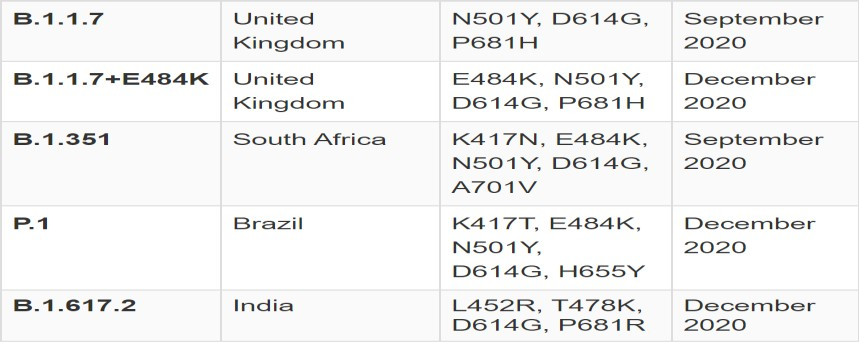 B.1.1.7
United
Kingdom
N501Y, D614G,
P681H
September
2020
B.1.1.7+E484K
United
Kingdom
E484K, N501Y,
D614G, P681H
December
2020
B.1.351
South Africa
K417N, E484K,
N501Y, D614G,
A701V
September
2020
P.1
Brazil
K417T, E484K,
N501Y,
D614G, H655Y
December
2020
B.1.617.2
India
L452R, T478K,
D614G, P681R
December
2020